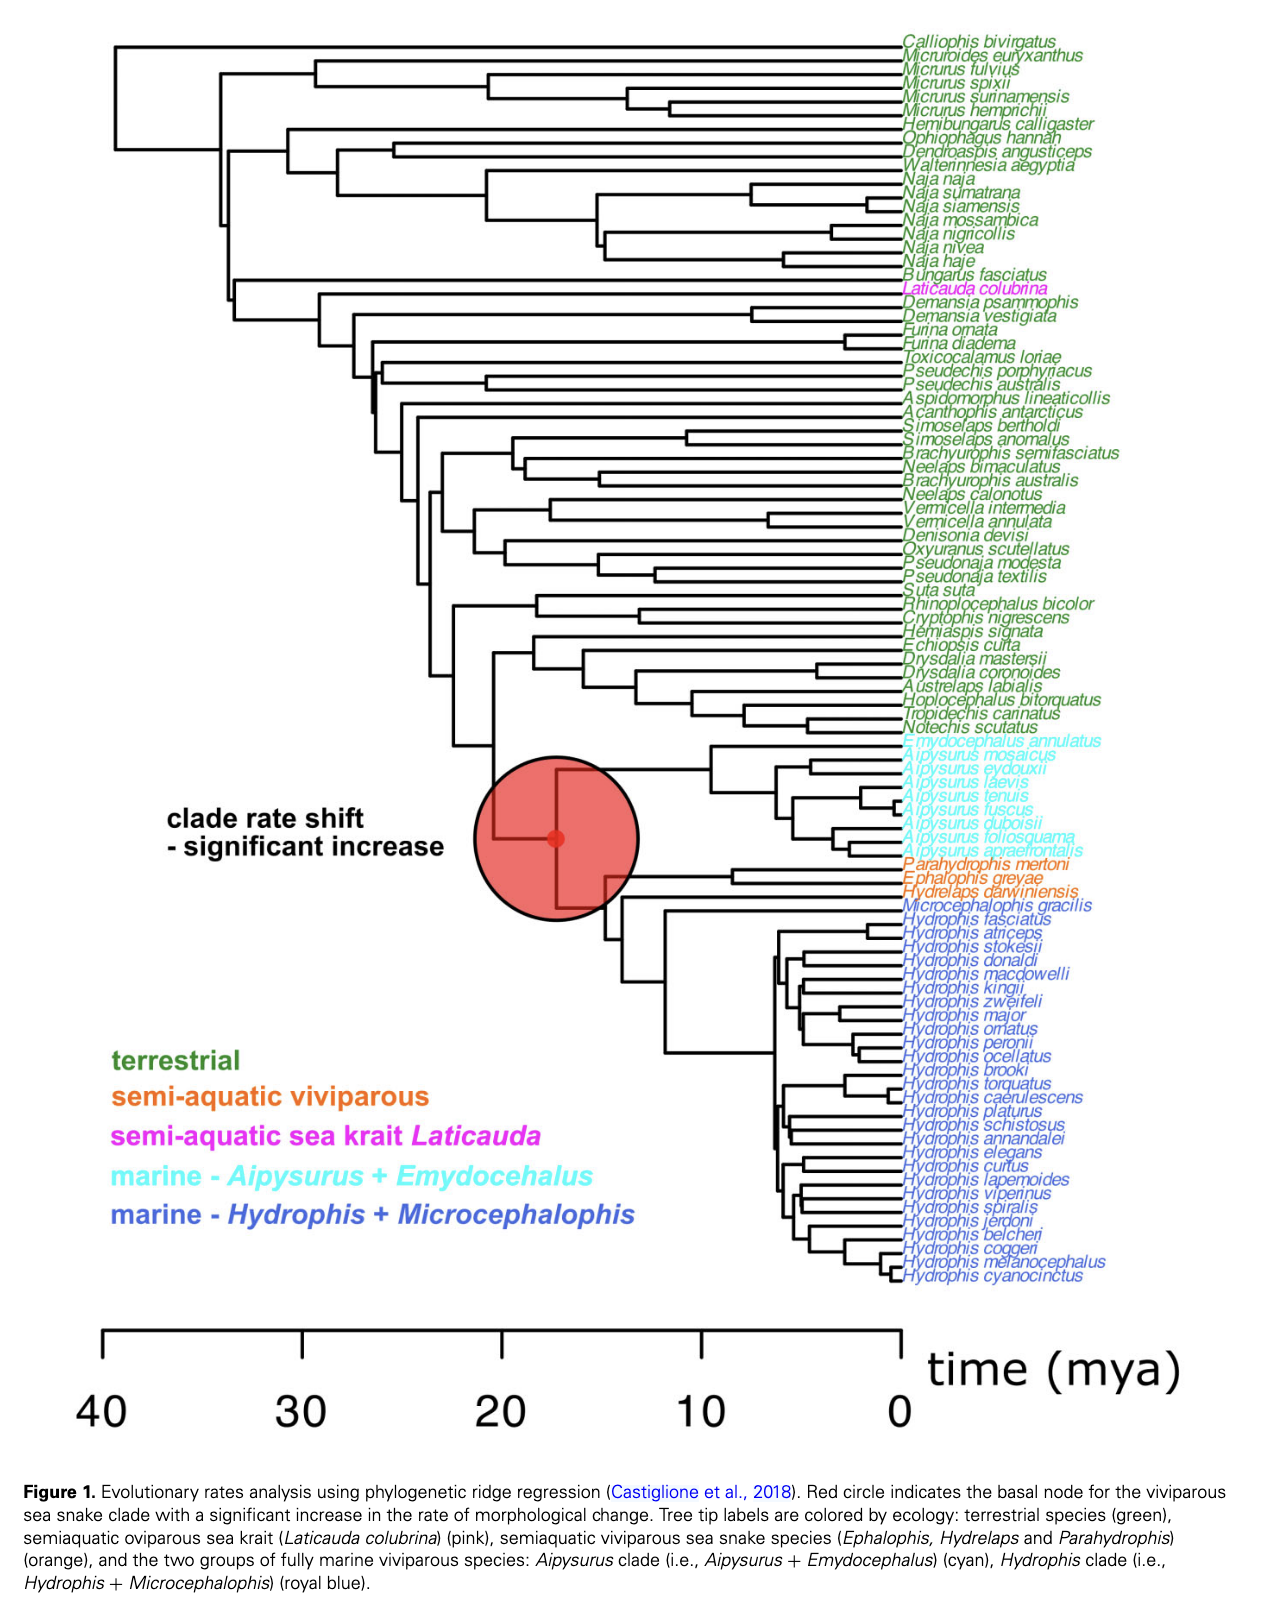 Calliophis bivirgatus
Micruroides euryxanthus
Micrurus fulvius
Micrurus spixii
Micrurus surinamensis
Micrurus hemprichii
Hemibungarus calligaster
Ophiophagus hannah
Dendroaspis angusticeps
Walterinnesia aegyptia
Naja naja
Naja sumatrana
Naja siamensis
Naja mossambica
Naja nigricollis
Naja nivea
Naja haje
Bungarus fasciatus
Laticauda colubrina
Demansia psammophis
Demansia vestigiata
Furina ornata
Furina diadema
Toxicocalamus loriae
Pseudechis porphyriacus
Pseudechis australis
Aspidomorphus lineaticollis
Acanthophis antarcticus
Simoselaps bertholdi
Simoselaps anomalus
Brachyurophis semifasciatus
Neelaps bimaculatus
Brachyurophis australis
Neelaps calonotus
Vermicella intermedia
Vermicella annulata
Denisonia devisi
Oxyuranus scutellatus
Pseudonaja modesta
Pseudonaja textilis
Suta suta
Rhinoplocephalus bicolor
Cryptophis nigrescens
Hemiaspis signata
Echiopsis curta
Drysdalia mastersii
Drysdalia coronoides
Austrelaps labialis
Hoplocephalus bitorquatus
Tropidechis carinatus
Notechis scutatus
Emydocephalus annulatus
Aipysurus mosaicus
Aipysurus eydouxii
Aipysurus laevis
Aipysurus tenuis
Aipysurus fuscus
Aipysurus duboisii
Aipysurus foliosquama
Aipysurus apraefrontalis
Parahydrophis mertoni
Ephalophis greyae
Hydrelaps darwiniensis
Microcephalophis gracilis
Hydrophis fasciatus
Hydrophis atriceps
Hydrophis stokesii
Hydrophis donaldi
Hydrophis macdowelli
Hydrophis kingii
Hydrophis zweifeli
Hydrophis major
Hydrophis ornatus
Hydrophis peronii
Hydrophis ocellatus
Hydrophis brooki
Hydrophis torquatus
Hydrophis caerulescens
Hydrophis platurus
Hydrophis schistosus
Hydrophis annandalei
Hydrophis elegans
Hydrophis curtus
Hydrophis lapemoides
Hydrophis viperinus
Hydrophis spiralis
Hydrophis jerdoni
Hydrophis belcheri
Hydrophis coggeri
Hydrophis melanocephalus
Hydrophis cyanocinctus
clade rate shift
- significant increase
terrestrial
semi-aquatic viviparous
semi-aquatic sea krait Laticauda
marine - Aipysurus + Emydocehalus
marine - Hydrophis + Microcephalophis
40 30 20 10 0
time (mya)
Figure 1. Evolutionary rates analysis using phylogenetic ridge regression (Castiglione et al., 2018). Red circle indicates the basal node for the viviparous
sea snake clade with a significant increase in the rate of morphological change. Tree tip labels are colored by ecology: terrestrial species (green),
semiaquatic oviparous sea krait (Laticauda colubrina) (pink), semiaquatic viviparous sea snake species (Ephalophis, Hydrelaps and Parahydrophis)
(orange), and the two groups of fully marine viviparous species: Aipysurus clade (i.e., Aipysurus + Emydocephalus) (cyan), Hydrophis clade (i.e.,
Hydrophis + Microcephalophis) (royal blue).